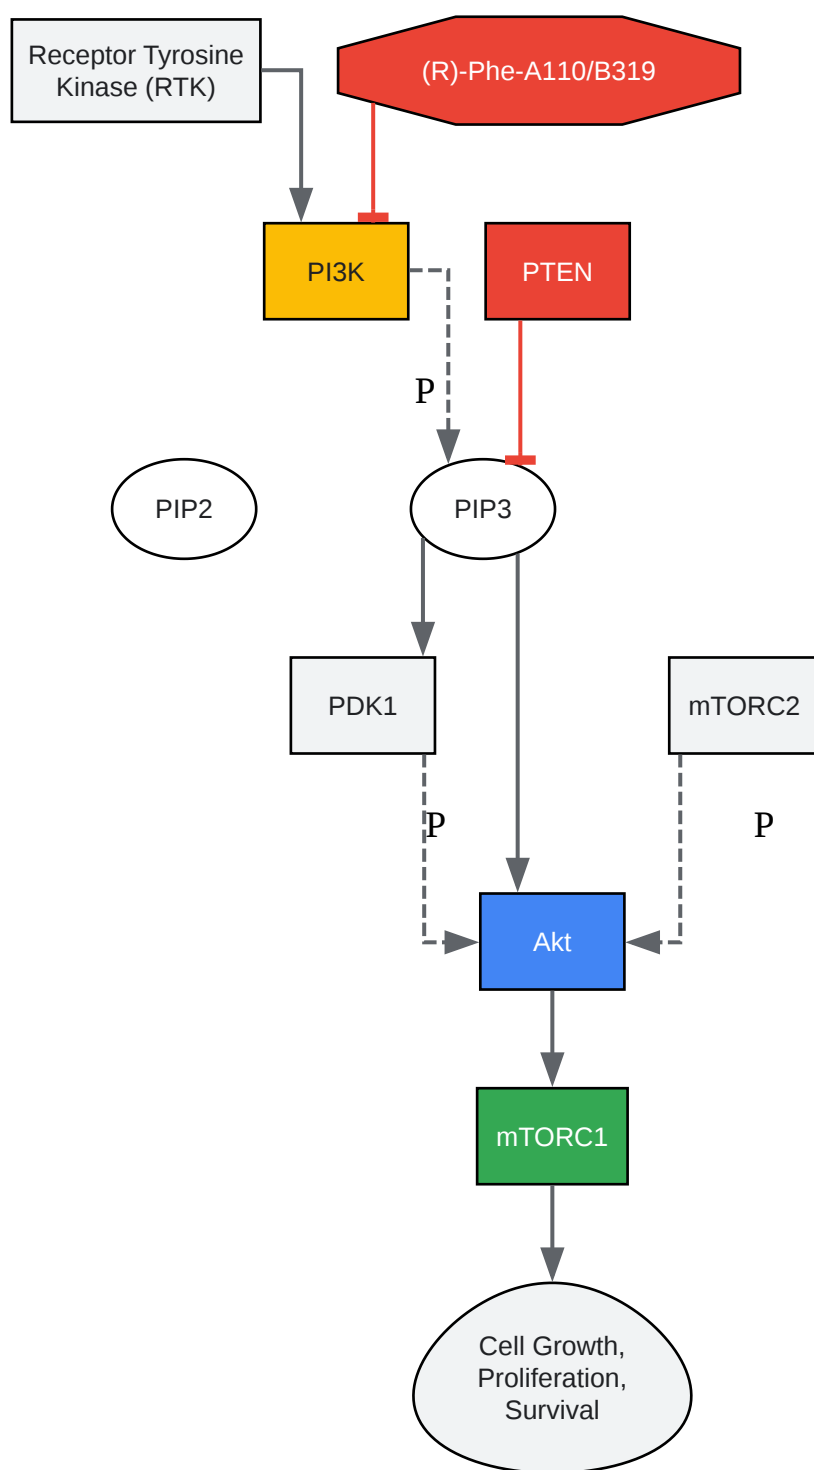 Receptor Tyrosine
Kinase (RTK)
(R)-Phe-A110/B319
PI3K
PTEN
P
PIP2
PIP3
PDK1
mTORC2
P
P
Akt
mTORC1
Cell Growth,
Proliferation,
Survival